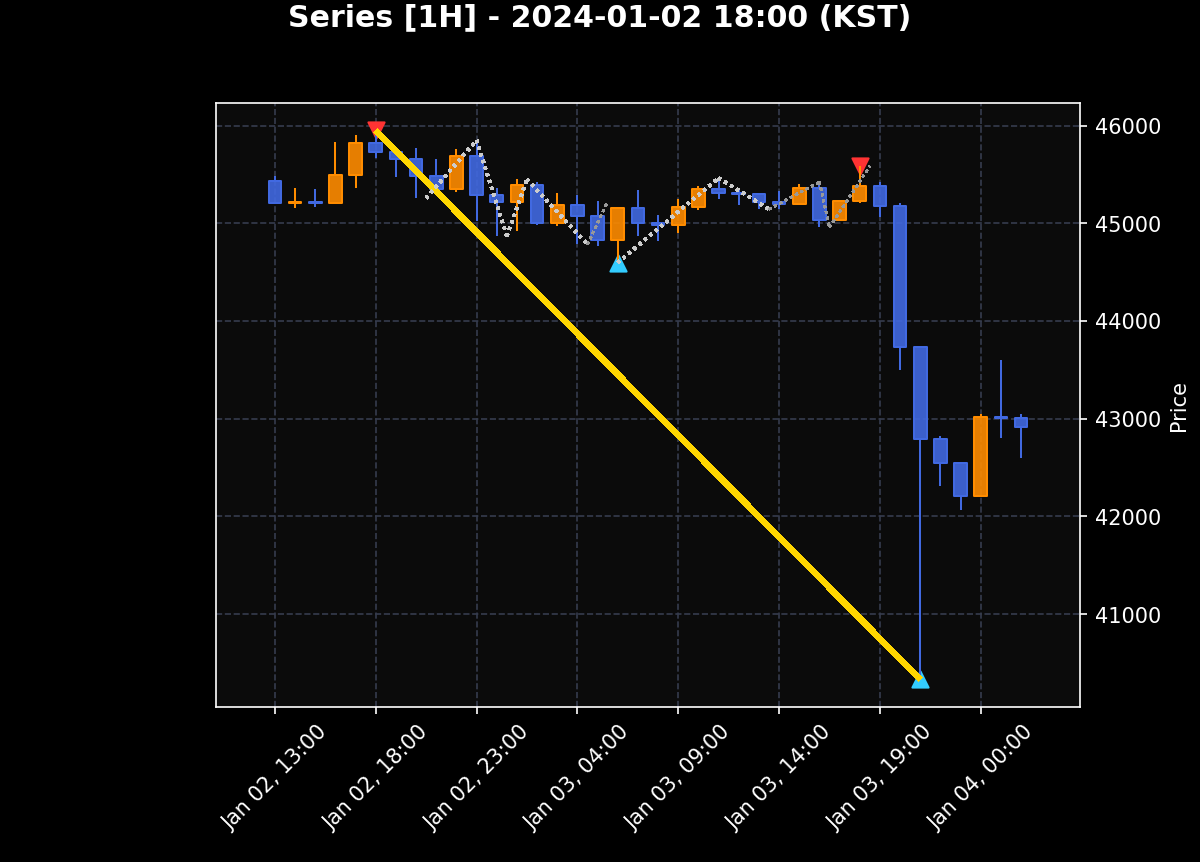 Series [1H] - 2024-01-02 18:00 (KST)
46000
45000
44000
43000
42000
41000
Price
Jan 02, 13:00
Jan 02, 18:00
Jan 02, 23:00
Jan 03, 04:00
Jan 03, 09:00
Jan 03, 14:00
Jan 03, 19:00
Jan 04, 00:00